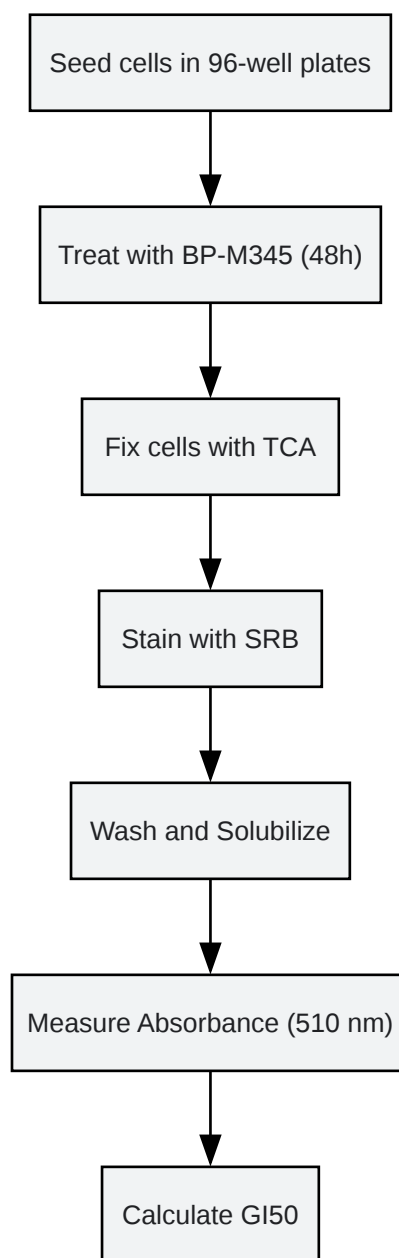 Seed cells in 96-well plates
Treat with BP-M345 (48h)
Fix cells with TCA
Stain with SRB
Wash and Solubilize
Measure Absorbance (510 nm)
Calculate GI50